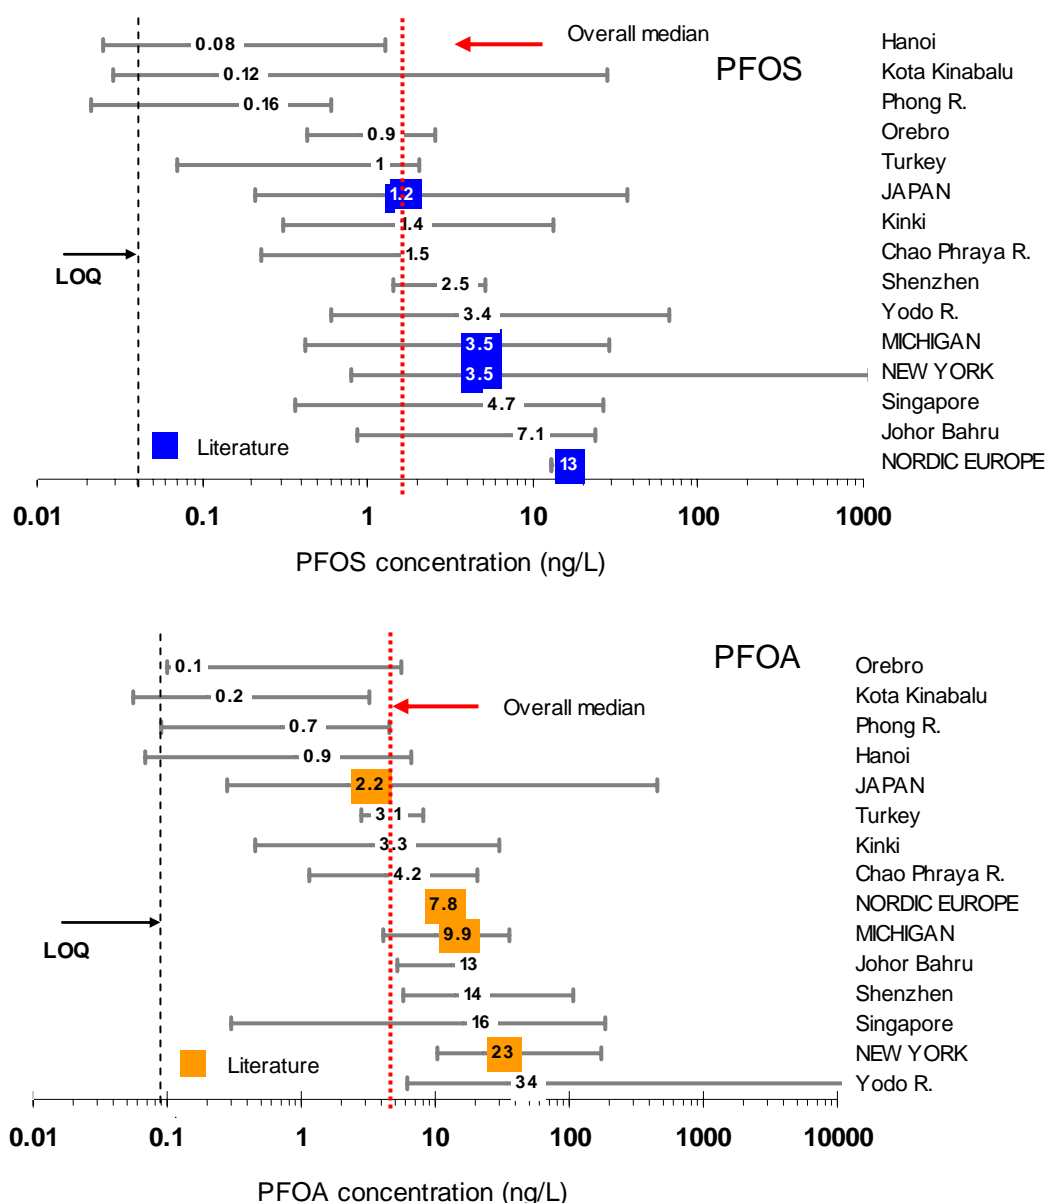 Overall median
PFOS
0.08 Hanoi
0.12 Kota Kinabalu
0.16 Phong R.
0.9 Orebro
1 Turkey
1.2 JAPAN
1.4 Kinki
1.5 Chao Phraya R.
LOQ
2.5 Shenzhen
3.4 Yodo R.
3.5 MICHIGAN
3.5 NEW YORK
4.7 Singapore
7.1 Johor Bahru
Literature
13 NORDIC EUROPE
0.01 0.1 1 10 100 1000
PFOS concentration (ng/L)
PFOA
0.1 Orebro
0.2 Kota Kinabalu
Overall median
0.7 Phong R.
0.9 Hanoi
2.2 JAPAN
3.1 Turkey
3.3 Kinki
4.2 Chao Phraya R.
7.8 NORDIC EUROPE
9.9 MICHIGAN
LOQ
13 Johor Bahru
14 Shenzhen
16 Singapore
23 NEW YORK
Literature
34 Yodo R.
0.01 0.1 1 10 100 1000 10000
PFOA concentration (ng/L)